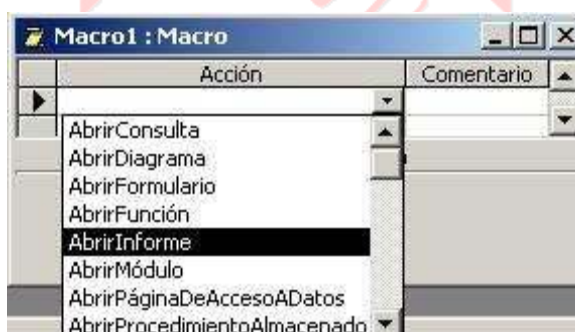 Macro1 : Macro
Acción Comentario
AbrirConsulta
AbrirDiagrama
AbrirFormulario
AbrirFunción
AbrirInforme
AbrirMódulo
AbrirPáginaDeAccesoADatos
AbrirProcedimientoAlmacenado